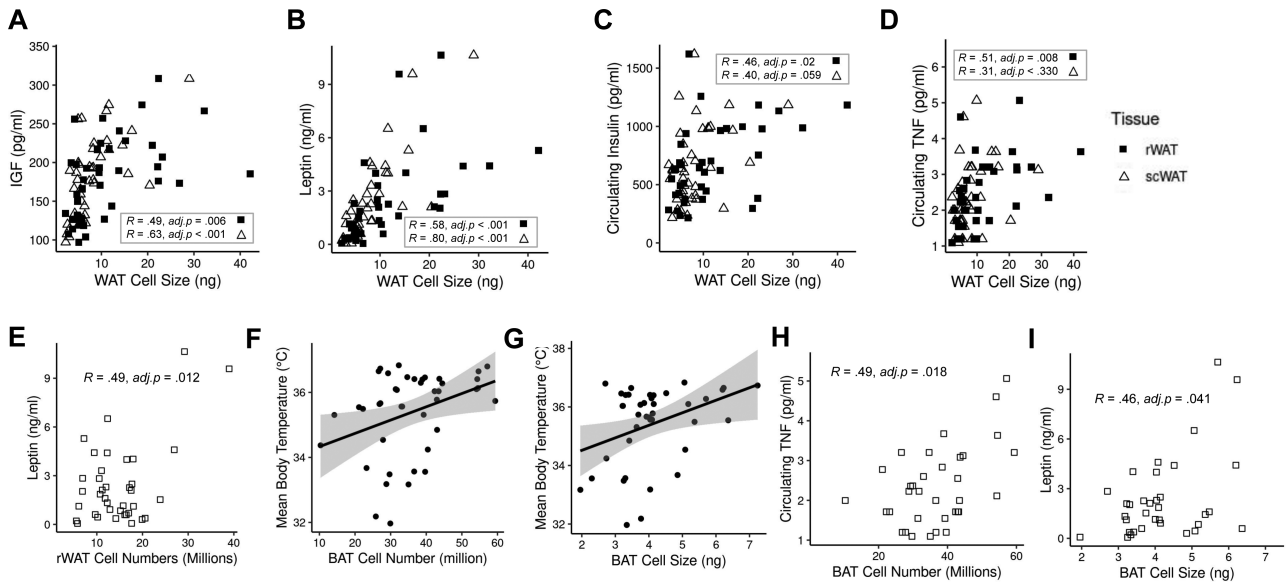 A
350
300
250
200
150
100
IGF (pg/ml)
R = .49, adj.p = .006
R = .63, adj.p < .001
0
10
20
30
40
WAT Cell Size (ng)
B
9
6
3
0
Leptin (ng/ml)
R = .58, adj.p < .001
R = .80, adj.p < .001
0
10
20
30
40
WAT Cell Size (ng)
C
1500
1000
500
0
Circulating Insulin (pg/ml)
R = .46, adj.p = .02
R = .40, adj.p = .059
0
10
20
30
40
WAT Cell Size (ng)
D
6
5
4
3
2
1
Circulating TNF (pg/ml)
R = .51, adj.p = .008
R = .31, adj.p < .330
0
10
20
30
40
WAT Cell Size (ng)
Tissue
rWAT
scWAT
E
9
6
3
0
Leptin (ng/ml)
R = .49, adj.p = .012
10
20
30
40
rWAT Cell Numbers (Millions)
F
36
34
32
Mean Body Temperature (°C)
10
20
30
40
50
60
BAT Cell Number (million)
G
38
36
34
32
Mean Body Temperature (°C)
2
3
4
5
6
7
BAT Cell Size (ng)
H
5
4
3
2
1
Circulating TNF (pg/ml)
R = .49, adj.p = .018
20
40
60
BAT Cell Number (Millions)
I
9
6
3
0
Leptin (ng/ml)
R = .46, adj.p = .041
2
3
4
5
6
7
BAT Cell Size (ng)